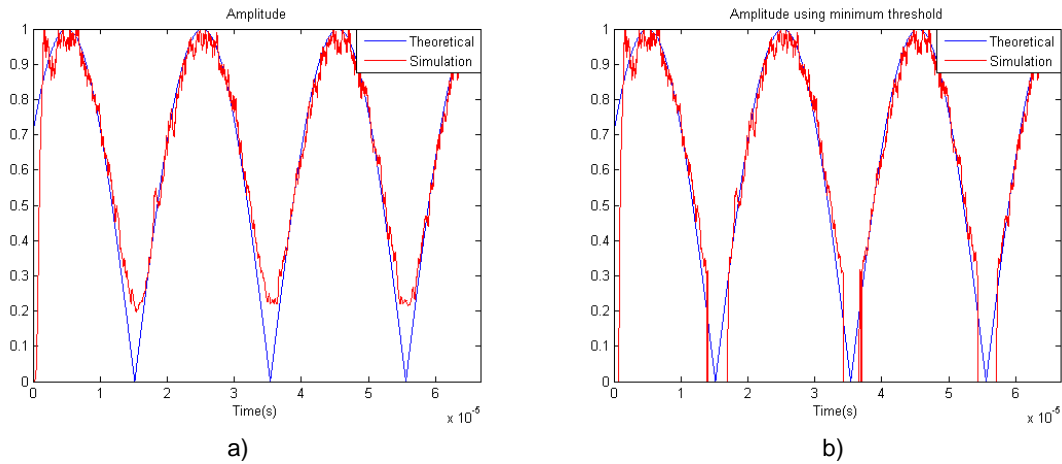 Amplitude
1
0.9
0.8
0.7
0.6
0.5
0.4
0.3
0.2
0.1
0
Theoretical
Simulation
0 1 2 3 4 5 6
Time(s)
x 10⁻⁵
a)
Amplitude using minimum threshold
1
0.9
0.8
0.7
0.6
0.5
0.4
0.3
0.2
0.1
0
Theoretical
Simulation
0 1 2 3 4 5 6
Time(s)
x 10⁻⁵
b)